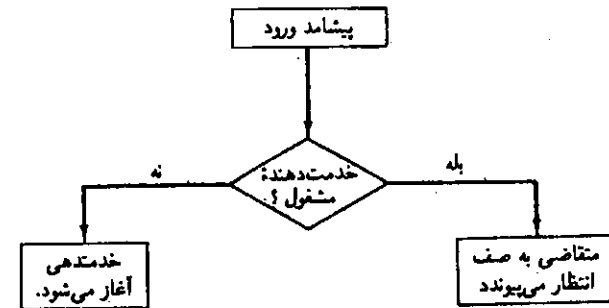 پیشامد ورود
خدمت‌دهندهٔ
مشغول ؟
بله
نه
متقاضی به صف
انتظار می‌پیوندد
خدمتدهی
آغاز می‌شود.